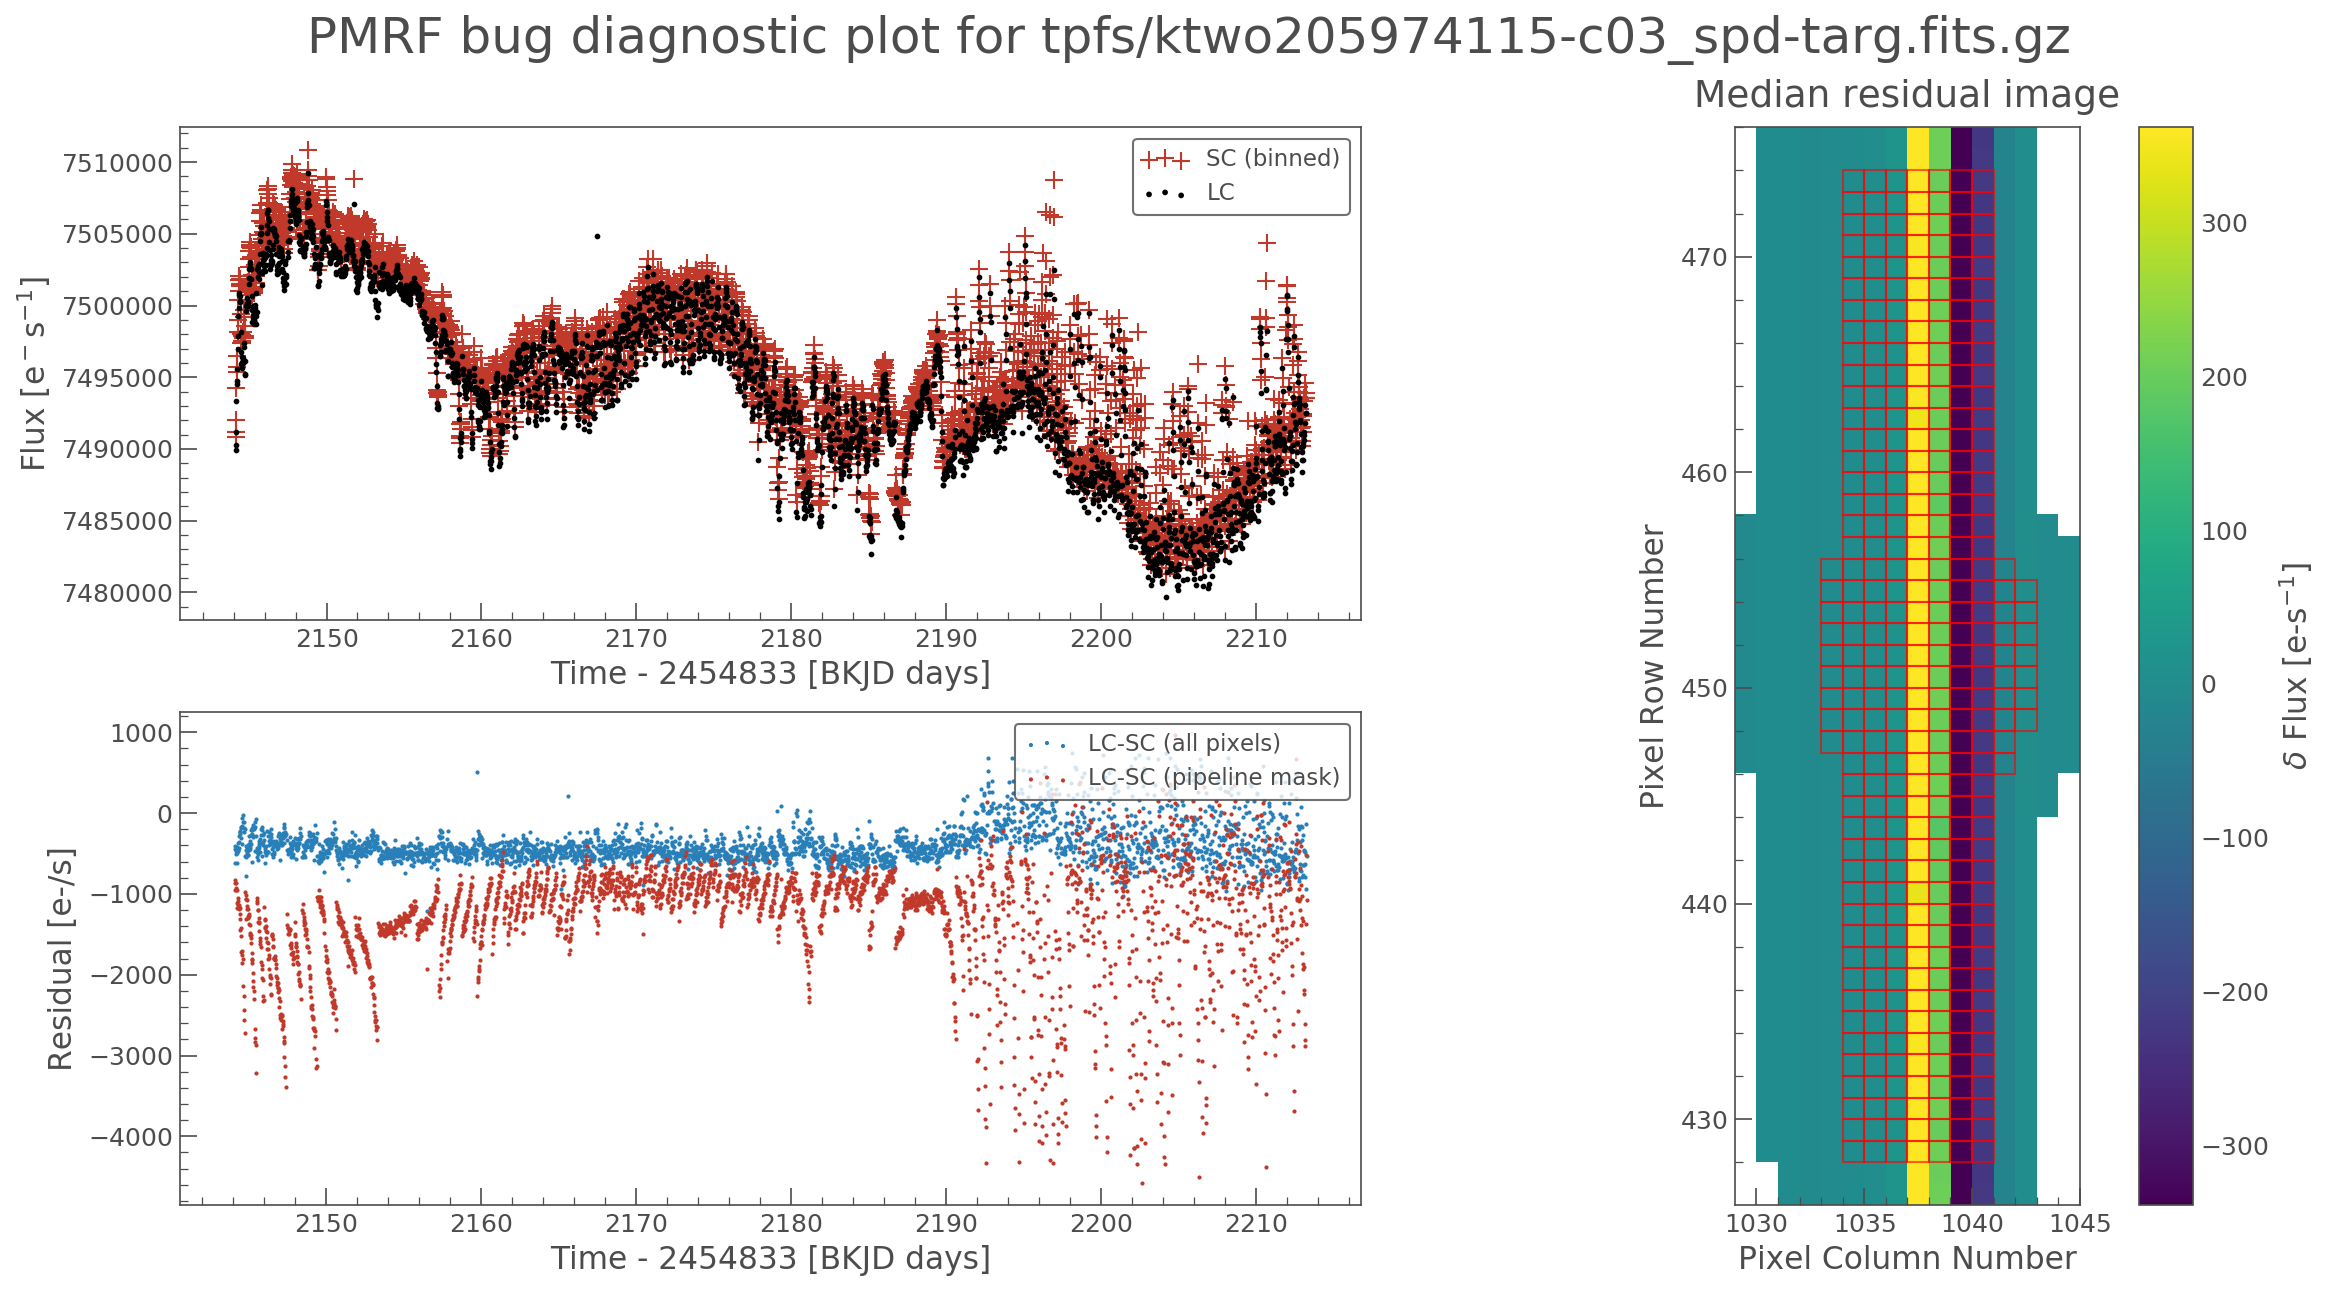 PMRF bug diagnostic plot for tpfs/ktwo205974115-c03_spd-targ.fits.gz
7510000
7505000
7500000
7495000
7490000
7485000
7480000
Flux [e⁻ s⁻¹]
SC (binned)
LC
2150 2160 2170 2180 2190 2200 2210
Time - 2454833 [BKJD days]
1000
0
−1000
−2000
−3000
−4000
Residual [e-/s]
LC-SC (all pixels)
LC-SC (pipeline mask)
2150 2160 2170 2180 2190 2200 2210
Time - 2454833 [BKJD days]
Median residual image
470
460
450
440
430
Pixel Row Number
1030 1035 1040 1045
Pixel Column Number
300
200
100
0
−100
−200
−300
δ Flux [e-s⁻¹]